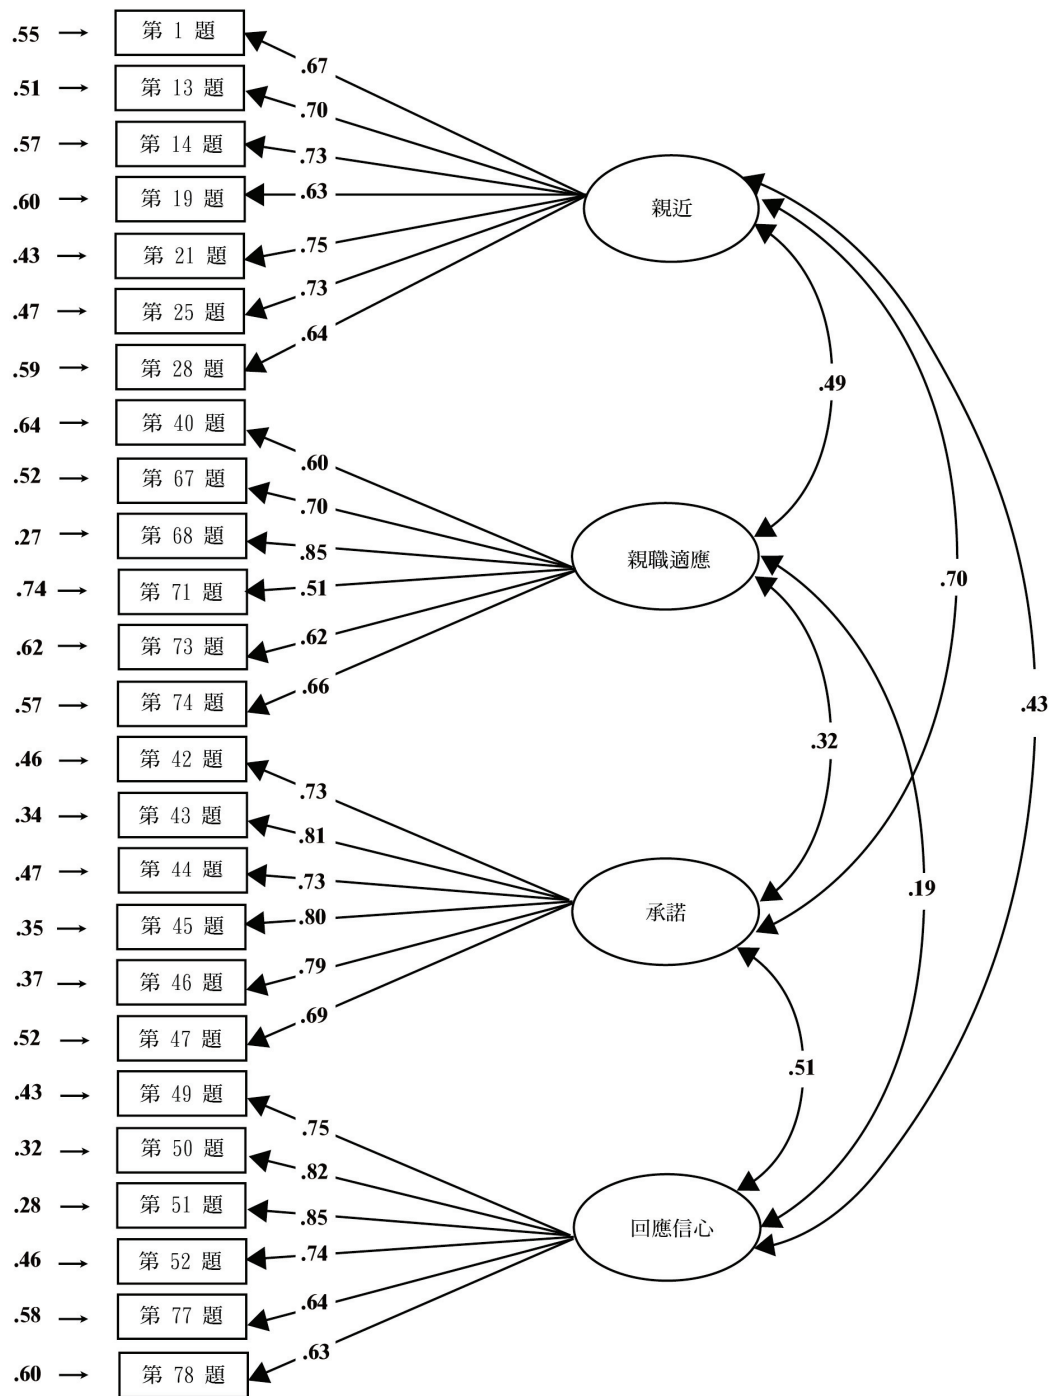 .55 → 第 1 題 .67
.51 → 第 13 題 .70
.57 → 第 14 題 .73
.60 → 第 19 題 .63
.43 → 第 21 題 .75
.47 → 第 25 題 .73
.59 → 第 28 題 .64
親近
.64 → 第 40 題 .60
.52 → 第 67 題 .70
.27 → 第 68 題 .85
.74 → 第 71 題 .51
.62 → 第 73 題 .62
.57 → 第 74 題 .66
親職適應
.46 → 第 42 題 .73
.34 → 第 43 題 .81
.47 → 第 44 題 .73
.35 → 第 45 題 .80
.37 → 第 46 題 .79
.52 → 第 47 題 .69
承諾
.43 → 第 49 題 .75
.32 → 第 50 題 .82
.28 → 第 51 題 .85
.46 → 第 52 題 .74
.58 → 第 77 題 .64
.60 → 第 78 題 .63
回應信心
.49
.70
.43
.32
.19
.51